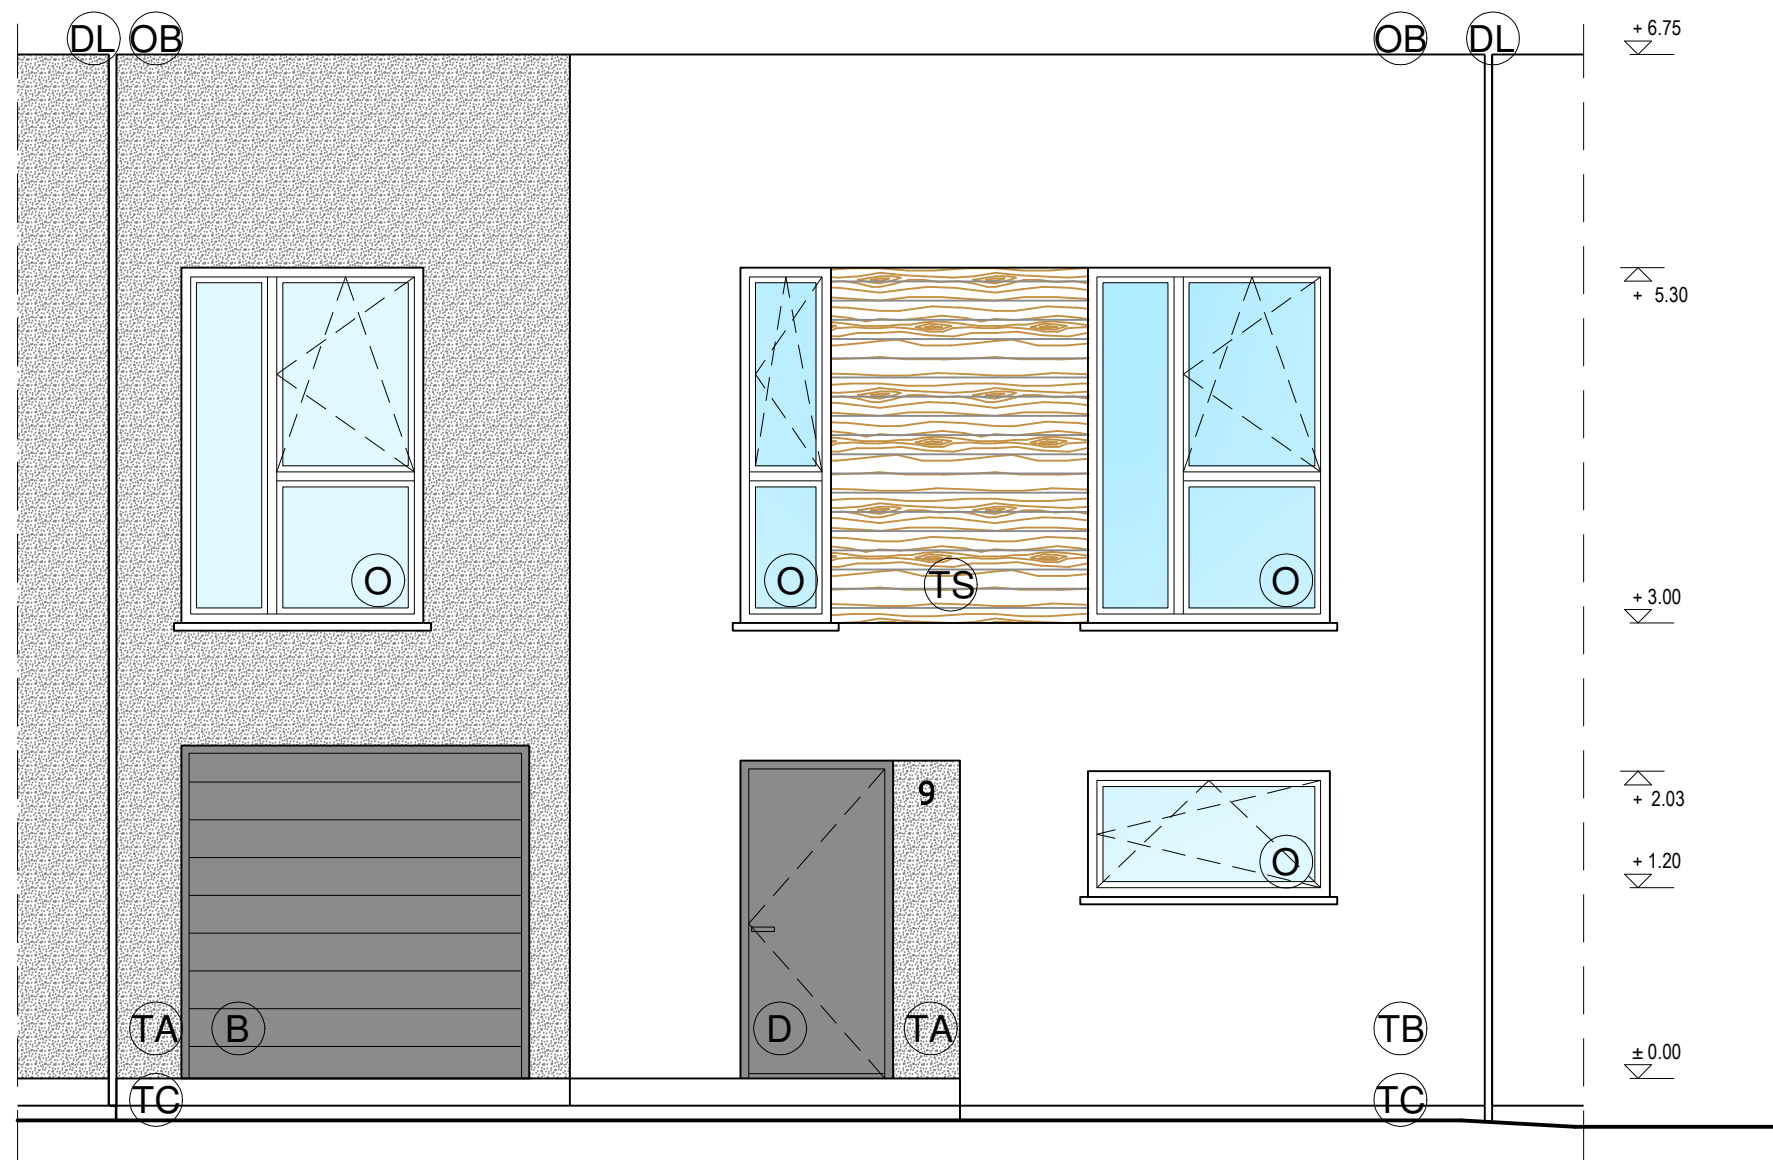 DL OB OB DL + 6.75
+ 5.30
O O TS O + 3.00
9 + 2.03
O + 1.20
TA B D TA TB ± 0.00
TC TC